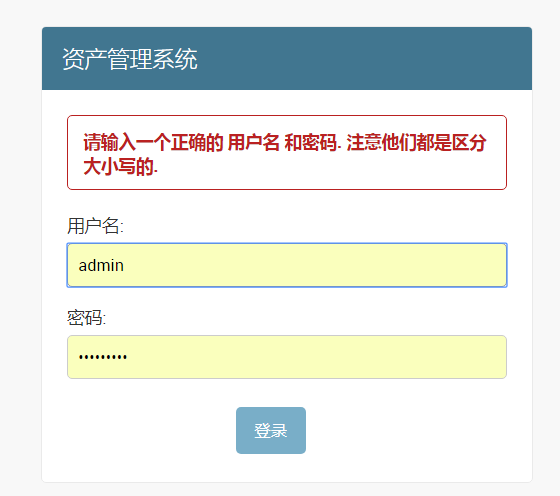 资产管理系统
请输入一个正确的 用户名 和密码. 注意他们都是区分
大小写的.
用户名:
admin
密码:
•••••••••
登录